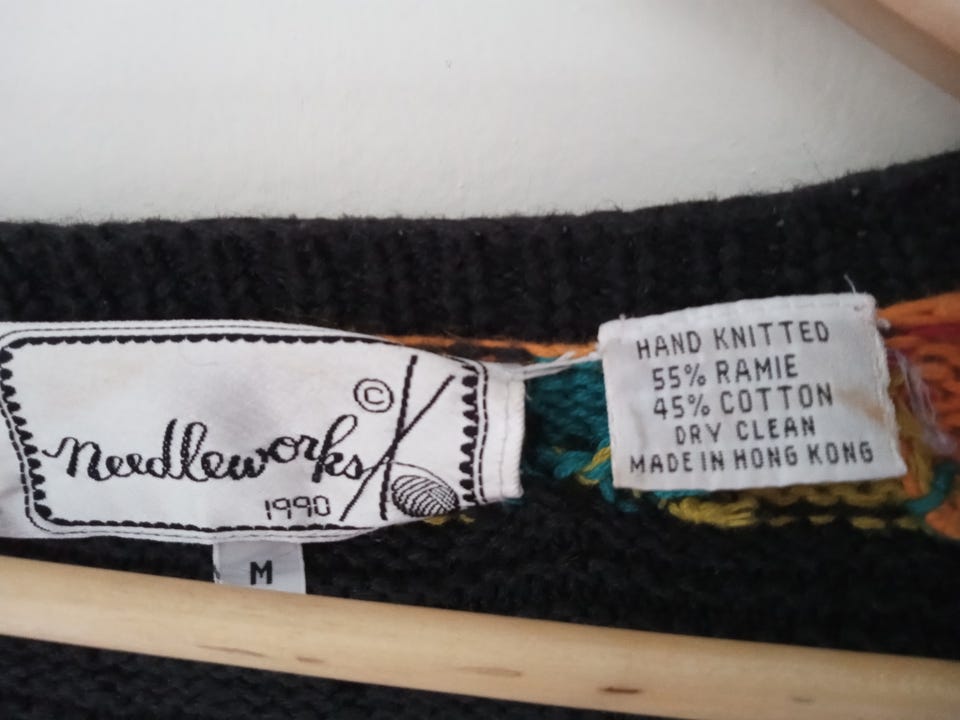 ©
Needleworks
1990
M
HAND KNITTED
55% RAMIE
45% COTTON
DRY CLEAN
MADE IN HONG KONG